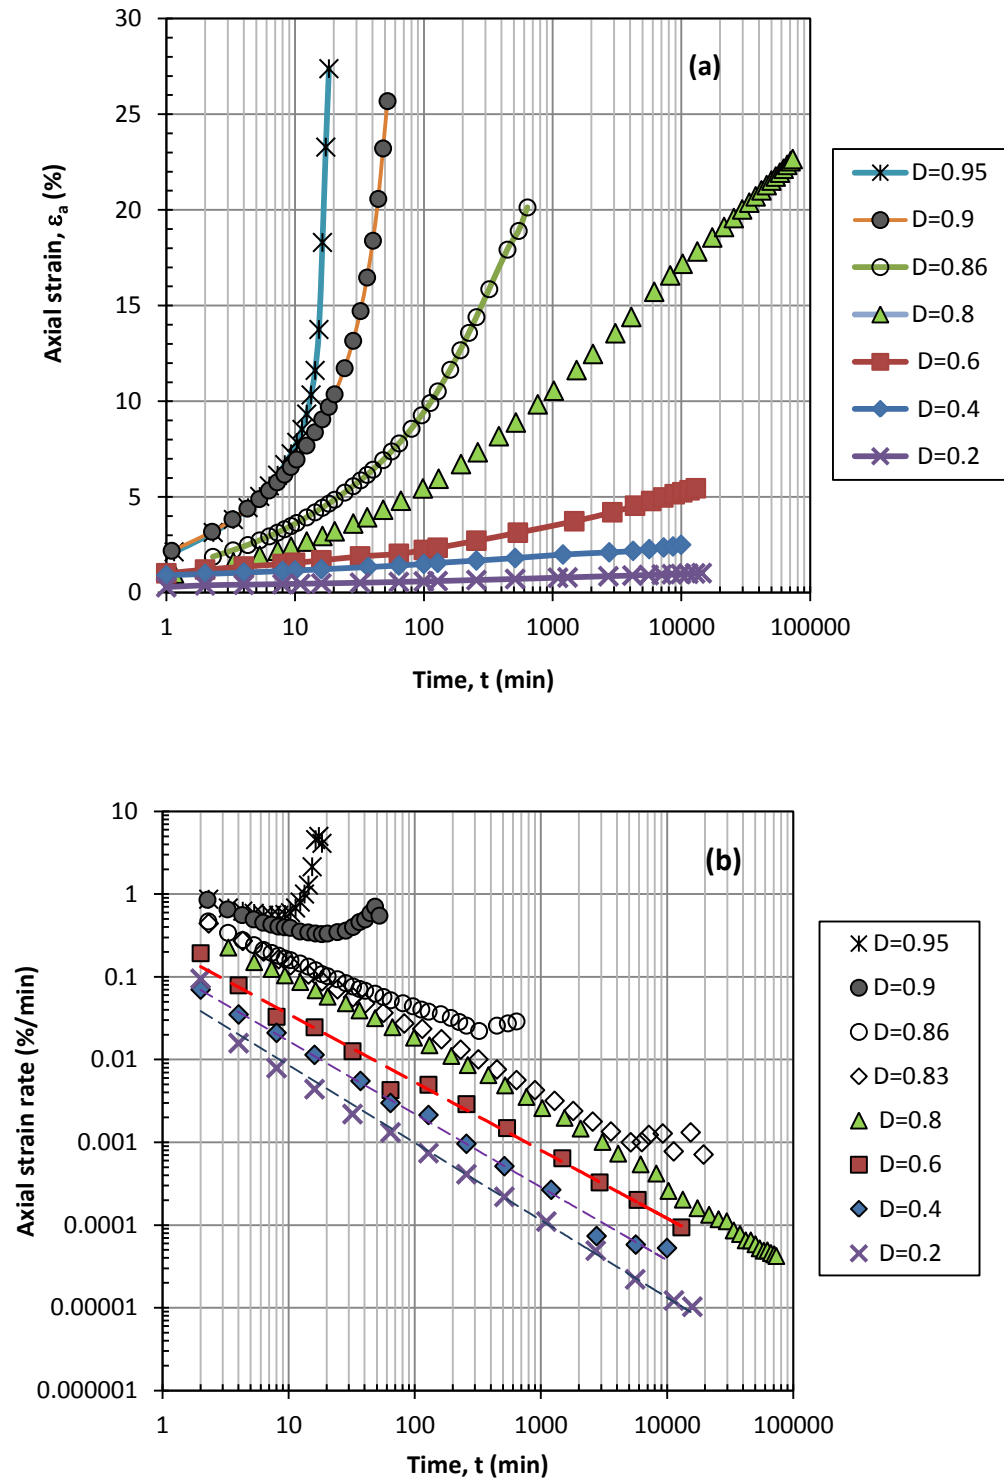 30
25
20
15
10
5
0
Axial strain, εa (%)
(a)
1 10 100 1000 10000 100000
Time, t (min)
D=0.95
D=0.9
D=0.86
D=0.8
D=0.6
D=0.4
D=0.2
10
1
0.1
0.01
0.001
0.0001
0.00001
0.000001
Axial strain rate (%/min)
(b)
1 10 100 1000 10000 100000
Time, t (min)
D=0.95
D=0.9
D=0.86
D=0.83
D=0.8
D=0.6
D=0.4
D=0.2